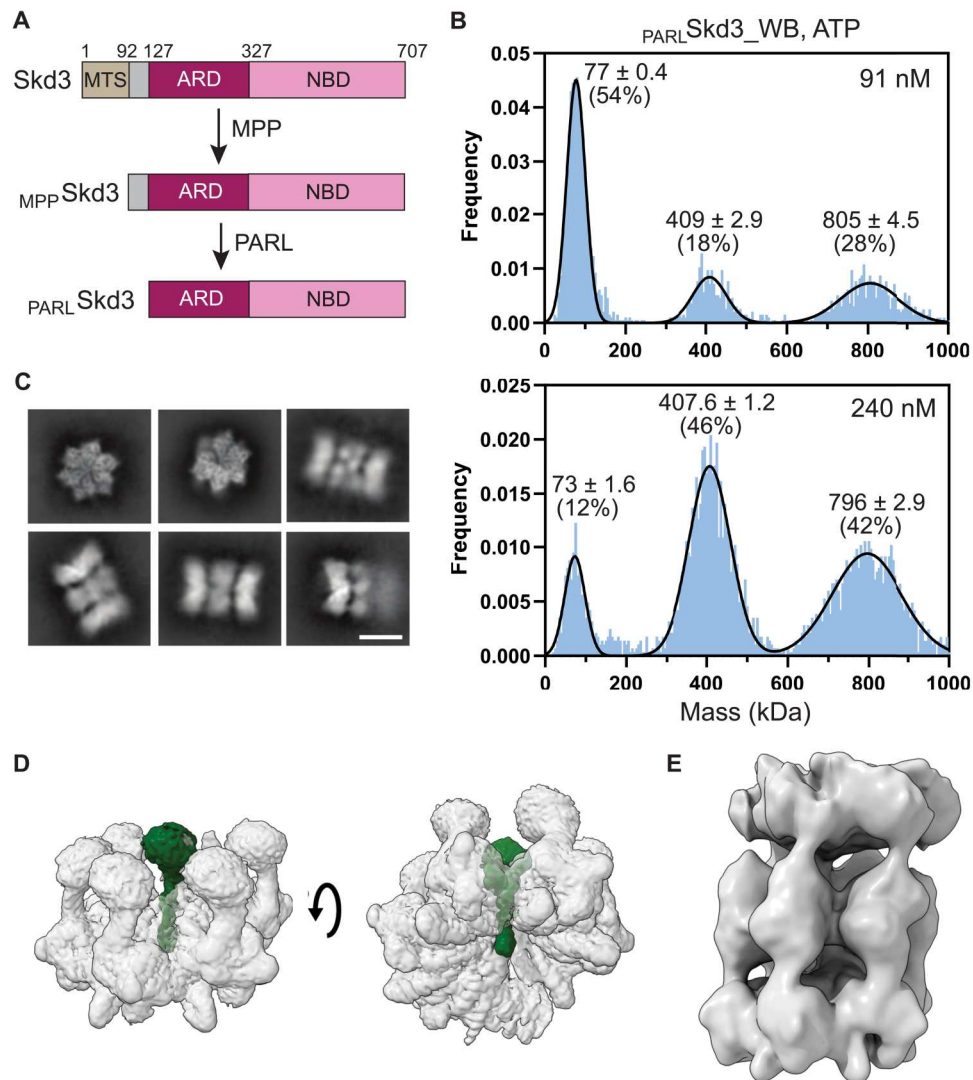 A
1 92 127 327 707
Skd3 MTS ARD NBD
MPP
MPPSkd3 ARD NBD
PARL
PARLSkd3 ARD NBD
B
PARLSkd3_WB, ATP
91 nM
77 ± 0.4
(54%)
409 ± 2.9
(18%)
805 ± 4.5
(28%)
Frequency
0.05
0.04
0.03
0.02
0.01
0.00
0 200 400 600 800 1000
240 nM
407.6 ± 1.2
(46%)
73 ± 1.6
(12%)
796 ± 2.9
(42%)
Frequency
0.025
0.020
0.015
0.010
0.005
0.000
0 200 400 600 800 1000
Mass (kDa)
C
D
E